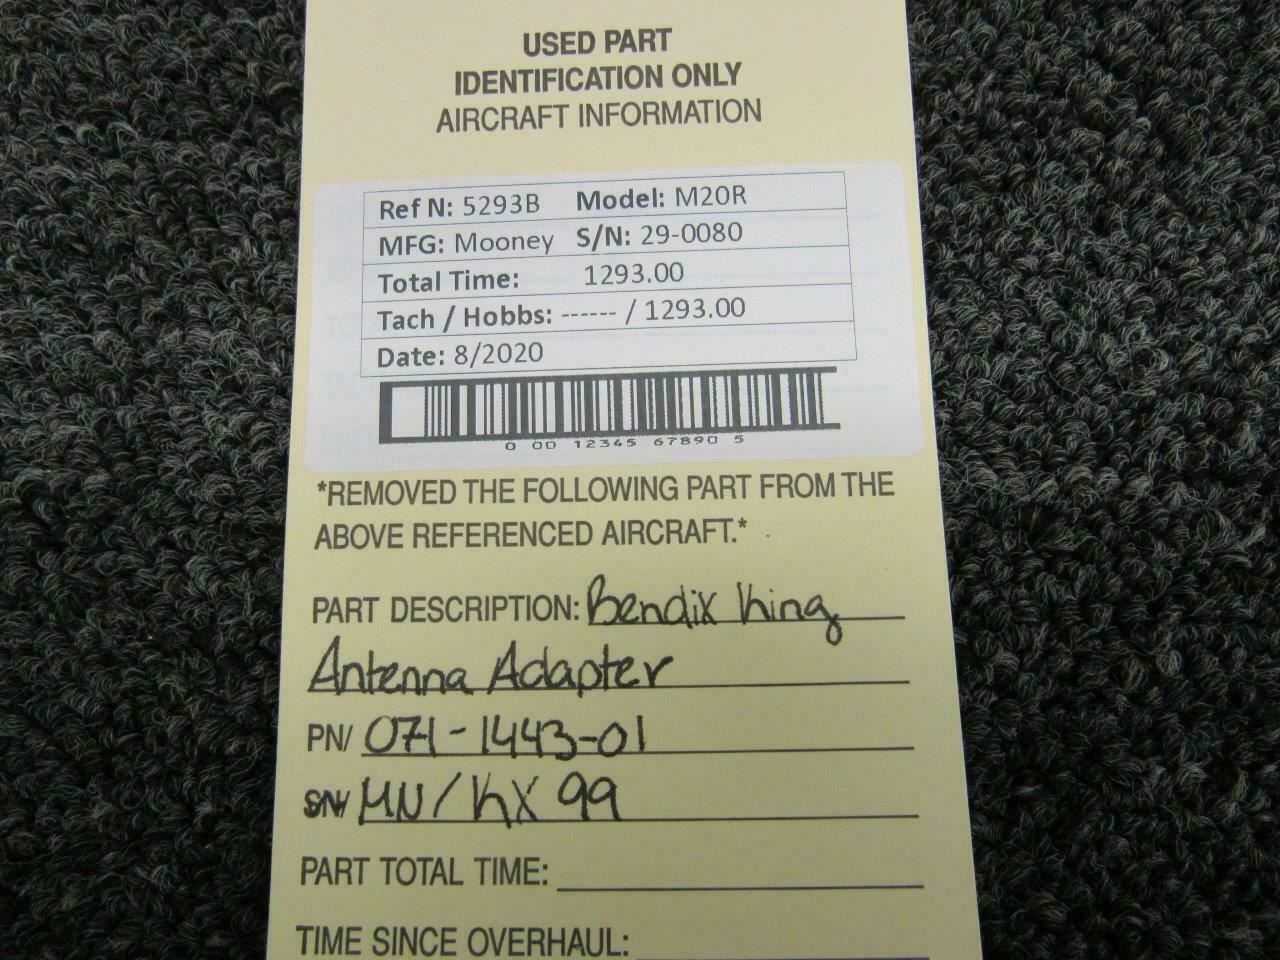 USED PART
IDENTIFICATION ONLY
AIRCRAFT INFORMATION
Ref N: 5293B Model: M20R
MFG: Mooney S/N: 29-0080
Total Time: 1293.00
Tach / Hobbs: ------ / 1293.00
Date: 8/2020
0 00 12345 67890 5
*REMOVED THE FOLLOWING PART FROM THE
ABOVE REFERENCED AIRCRAFT.*
PART DESCRIPTION: Bendix King
Antenna Adapter
PN/ 071-1443-01
SN/ MN/KX 99
PART TOTAL TIME:
TIME SINCE OVERHAUL: